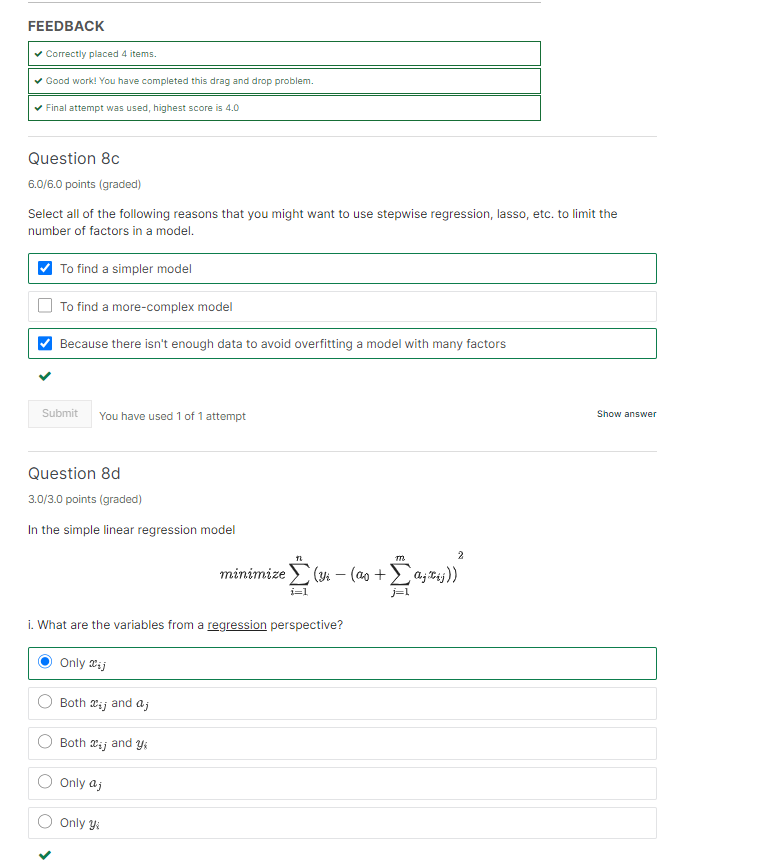 FEEDBACK
✔ Correctly placed 4 items.
✔ Good work! You have completed this drag and drop problem.
✔ Final attempt was used, highest score is 4.0
Question 8c
6.0/6.0 points (graded)
Select all of the following reasons that you might want to use stepwise regression, lasso, etc. to limit the
number of factors in a model.
To find a simpler model
To find a more-complex model
Because there isn't enough data to avoid overfitting a model with many factors
✔
Submit You have used 1 of 1 attempt Show answer
Question 8d
3.0/3.0 points (graded)
In the simple linear regression model
$minimize \sum_{i=1}^{n} (y_i - (a_0 + \sum_{j=1}^{m} a_j x_{ij}))^2$
i. What are the variables from a regression perspective?
Only $x_{ij}$
Both $x_{ij}$ and $a_j$
Both $x_{ij}$ and $y_i$
Only $a_j$
Only $y_i$
✔